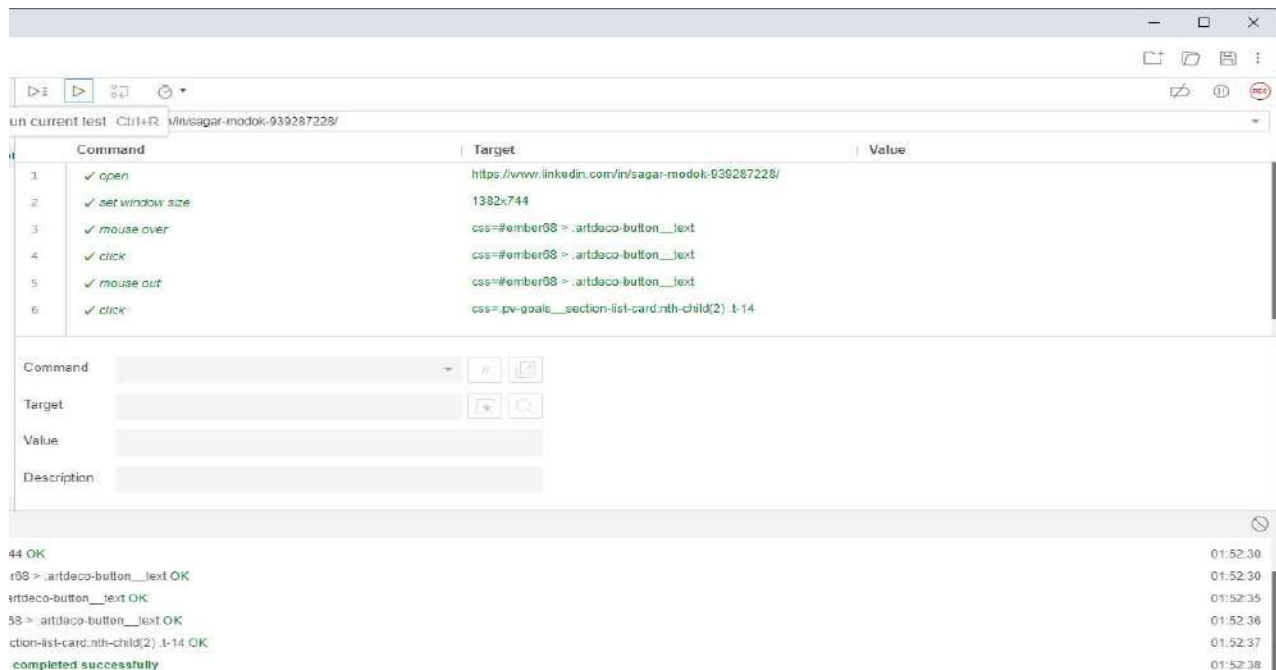 REC
un current test Ctrl+R /in/sagar-modok-939287228/
Command Target Value
1 ✓ open https://www.linkedin.com/in/sagar-modok-939287228/
2 ✓ set window size 1382x744
3 ✓ mouse over css=#ember68 > .artdeco-button__text
4 ✓ click css=#ember68 > .artdeco-button__text
5 ✓ mouse out css=#ember68 > .artdeco-button__text
6 ✓ click css=.pv-goals__section-list-card:nth-child(2) .t-14
Command //
Target
Value
Description
44 OK 01:52:30
r68 > .artdeco-button__text OK 01:52:30
artdeco-button__text OK 01:52:35
68 > .artdeco-button__text OK 01:52:36
ction-list-card:nth-child(2) .t-14 OK 01:52:37
completed successfully 01:52:38